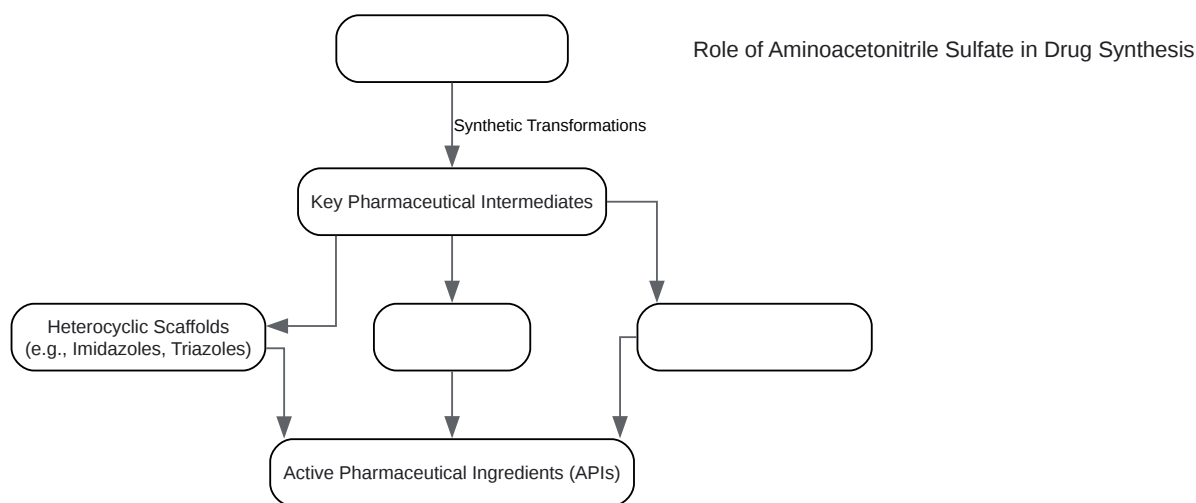 Role of Aminoacetonitrile Sulfate in Drug Synthesis
Synthetic Transformations
Key Pharmaceutical Intermediates
Heterocyclic Scaffolds
(e.g., Imidazoles, Triazoles)
Active Pharmaceutical Ingredients (APIs)